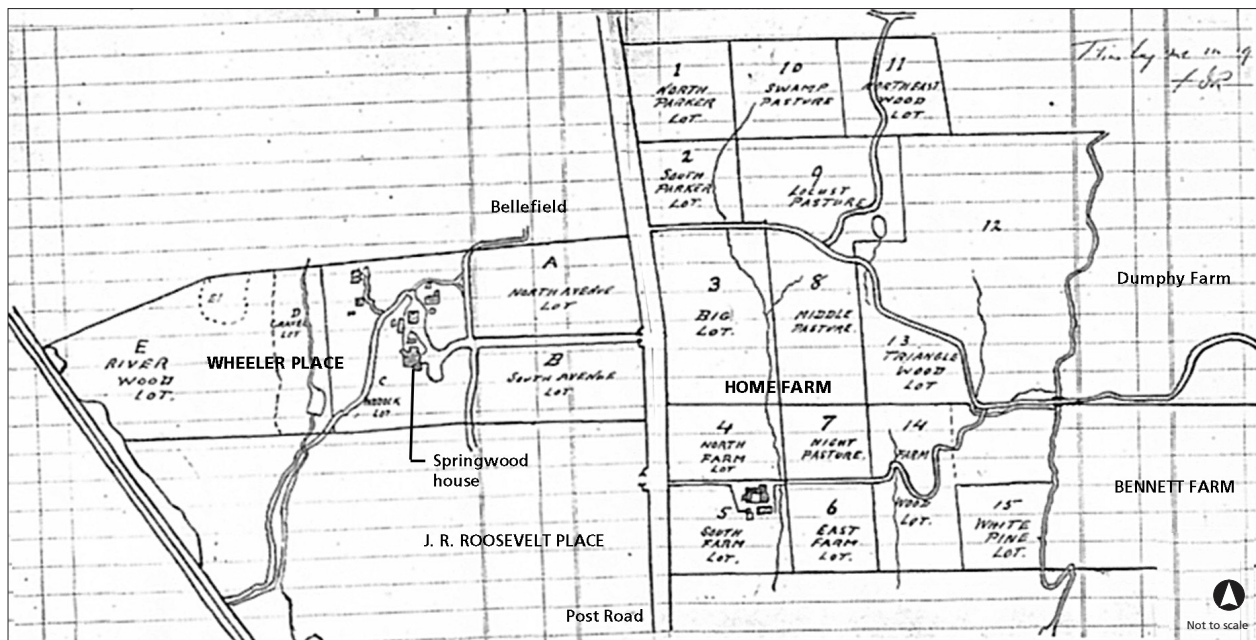 1
NORTH
PARKER
LOT.
10
SWAMP
PASTURE
11
NORTHEAST
WOOD
LOT.
2
SOUTH
PARKER
LOT.
9
LOCUST
PASTURE
12
Bellefield
Dumphy Farm
A
NORTH AVENUE
LOT
B
SOUTH AVENUE
LOT.
E1
D
GRAVEL
LOT
E
RIVER
WOOD
LOT.
WHEELER PLACE
C
PADDOCK
LOT
3
BIG
LOT.
8
MIDDLE
PASTURE.
13
TRIANGLE
WOOD
LOT
HOME FARM
4
NORTH
FARM
LOT
7
NIGHT
PASTURE.
14
FARM
WOOD
LOT.
Springwood
house
BENNETT FARM
5
SOUTH
FARM
LOT.
6
EAST
FARM
LOT.
15
WHITE
PINE
LOT.
J. R. ROOSEVELT PLACE
Post Road
Not to scale